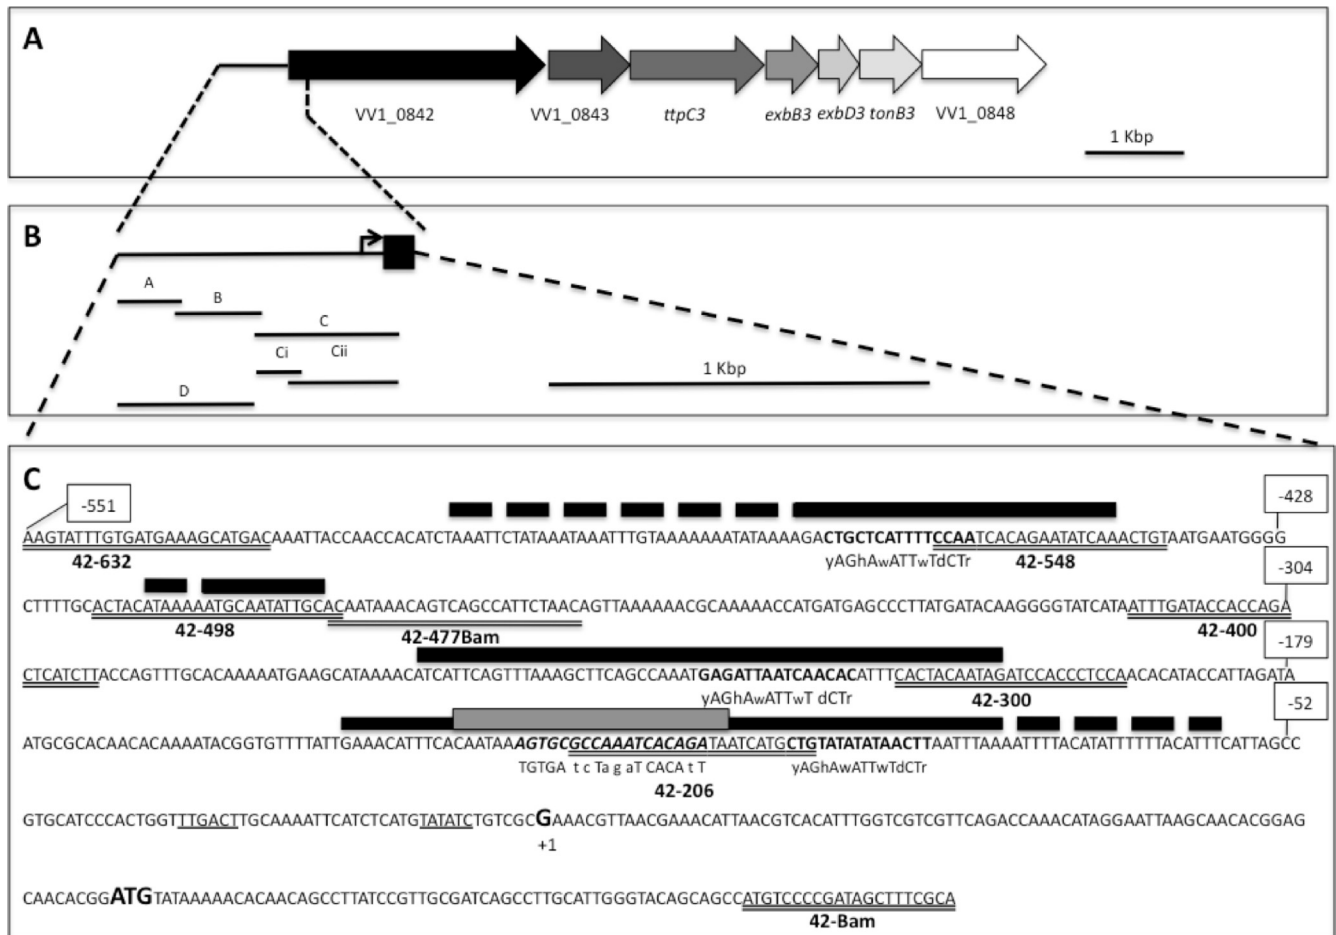 A
VV1_0842 VV1_0843 ttpC3 exbB3 exbD3 tonB3 VV1_0848
1 Kbp
B
A
B
C
Ci Cii
1 Kbp
D
C
-551 -428
AAGTATTTGTGATGAAAGCATGACAAATTACCAACCACATCTAAATTCTATAAATAAATTTGTAAAAAAATATAAAAGACTGCTCATTTTCCAATCACAGAATATCAAACTGTAATGAATGGGG
42-632 yAGhAwATTwTdCTr 42-548
-304
CTTTTGCACTACATAAAAATGCAATATTGCACAATAAACAGTCAGCCATTCTAACAGTTAAAAAACGCAAAAACCATGATGAGCCCTTATGATACAAGGGGTATCATAATTTGATACCACCAGA
42-498 42-477Bam 42-400
-179
CTCATCTTACCAGTTTGCACAAAAATGAAGCATAAAACATCATTCAGTTTAAAGCTTCAGCCAAATGAGATTAATCAACACATTTCACTACAATAGATCCACCCTCCAACACATACCATTAGATA
yAGhAwATTwT dCTr 42-300
-52
ATGCGCACAACACAAAATACGGTGTTTTATTGAAACATTTCACAATAAAGTGCGCCAAATCACAGATAATCATGCTGTATATATAACTTAATTTAAAATTTTACATATTTTTTACATTTCATTAGCC
TGTGA t c Ta g aT CACA t T yAGhAwATTwTdCTr
42-206
GTGCATCCCACTGGTTTGACTTGCAAAATTCATCTCATGTATATCTGTCGCGAAACGTTAACGAAACATTAACGTCACATTTGGTCGTCGTTCAGACCAAACATAGGAATTAAGCAACACGGAG
+1
CAACACGGATGTATAAAAACACAACAGCCTTATCCGTTGCGATCAGCCTTGCATTGGGTACAGCAGCCATGTCCCCGATAGCTTTCGCA
42-Bam